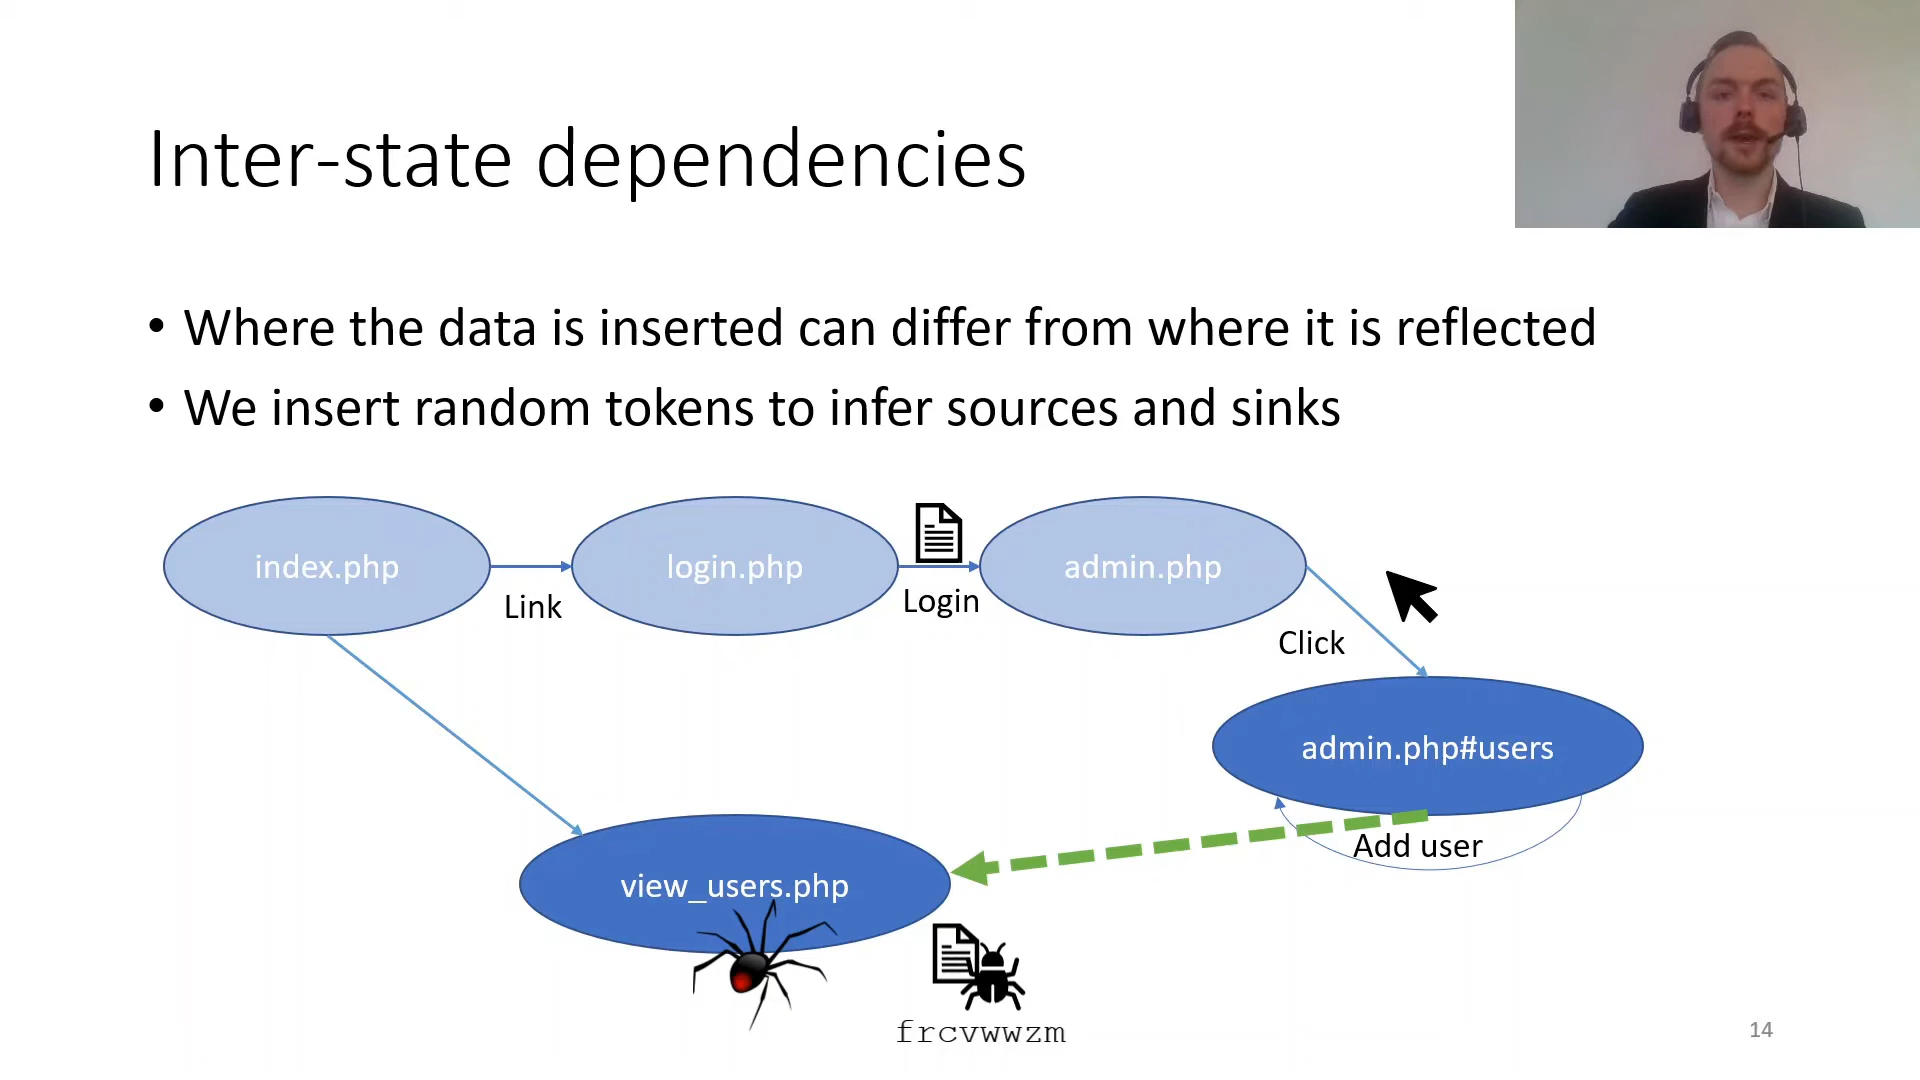 Inter-state dependencies
• Where the data is inserted can differ from where it is reflected
• We insert random tokens to infer sources and sinks
index.php
Link
login.php
Login
admin.php
Click
admin.php#users
Add user
view_users.php
frcvwwzm
14